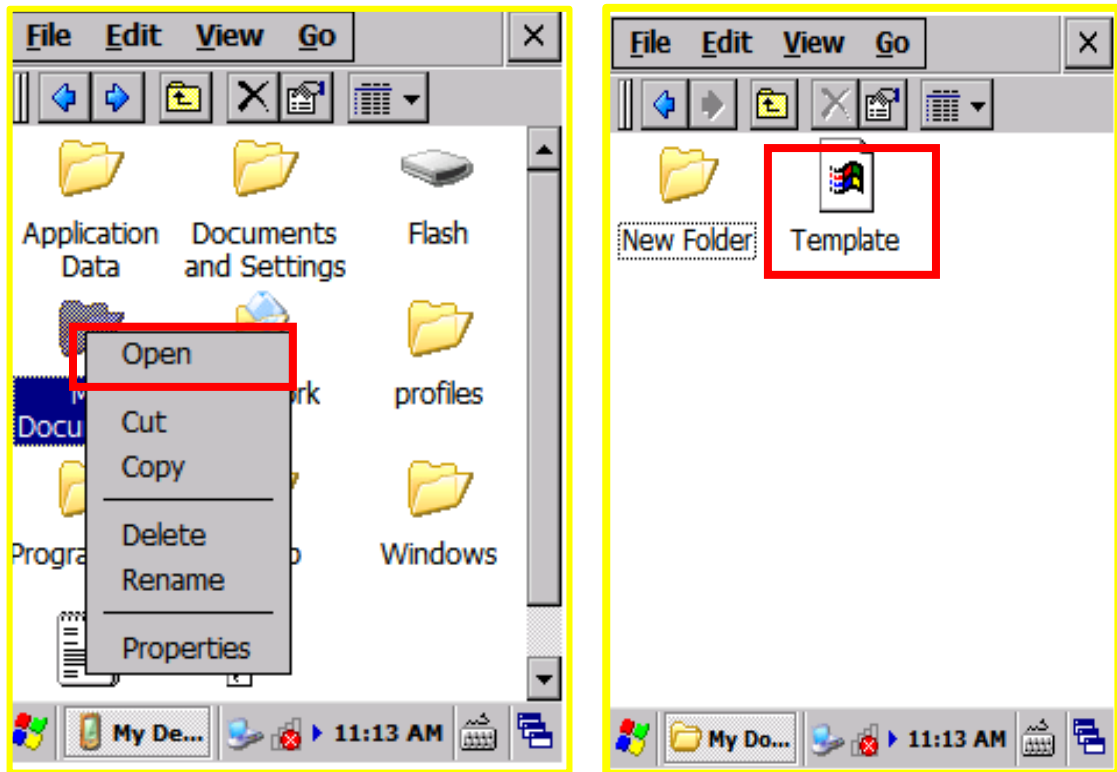 File Edit View Go
Application Data
Documents and Settings
Flash
Open
profiles
Cut
Copy
Delete
Windows
Rename
Properties
My De...
11:13 AM
File Edit View Go
New Folder
Template
My Do...
11:13 AM